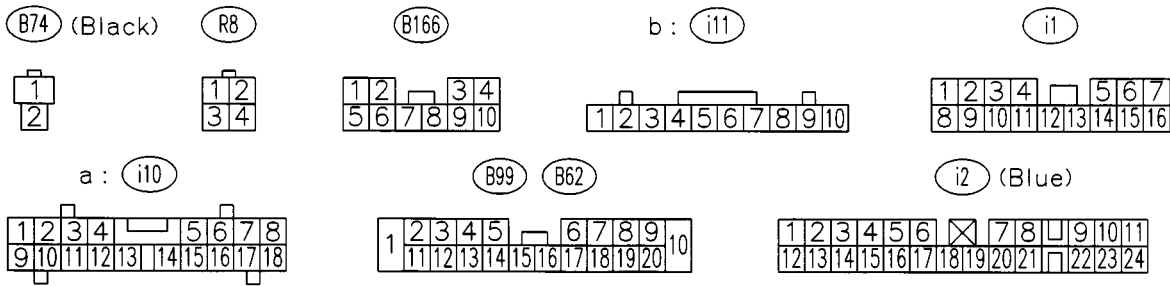 B74 (Black) R8 B166 b: i11 i1
1 1 2 1 2 3 4 1 2 3 4 5 6 7
2 3 4 5 6 7 8 9 10 1 2 3 4 5 6 7 8 9 10 8 9 10 11 12 13 14 15 16
a: i10 B99 B62 i2 (Blue)
1 2 3 4 5 6 7 8 1 2 3 4 5 6 7 8 9 10 1 2 3 4 5 6 7 8 9 10 11
9 10 11 12 13 14 15 16 17 18 11 12 13 14 15 16 17 18 19 20 12 13 14 15 16 17 18 19 20 21 22 23 24